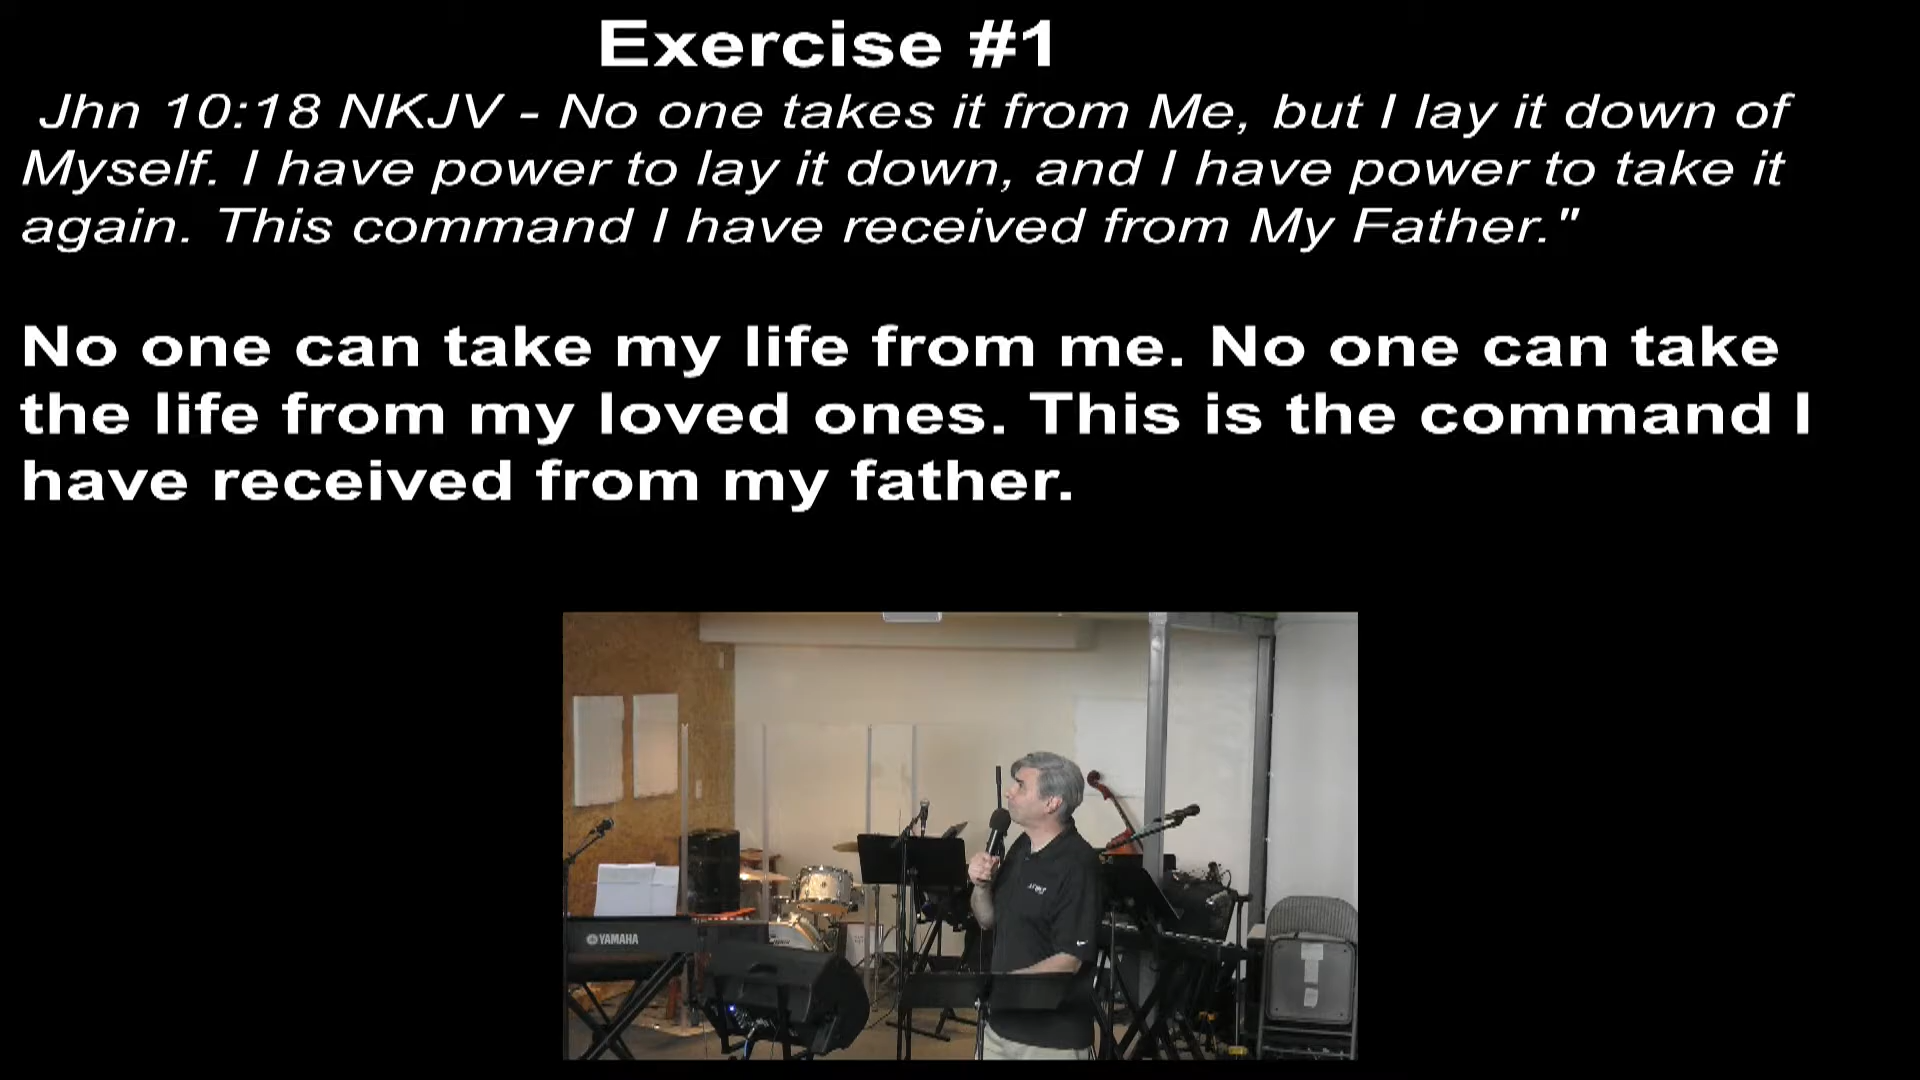 Exercise #1
Jhn 10:18 NKJV - No one takes it from Me, but I lay it down of
Myself. I have power to lay it down, and I have power to take it
again. This command I have received from My Father."
No one can take my life from me. No one can take
the life from my loved ones. This is the command I
have received from my father.
YAMAHA